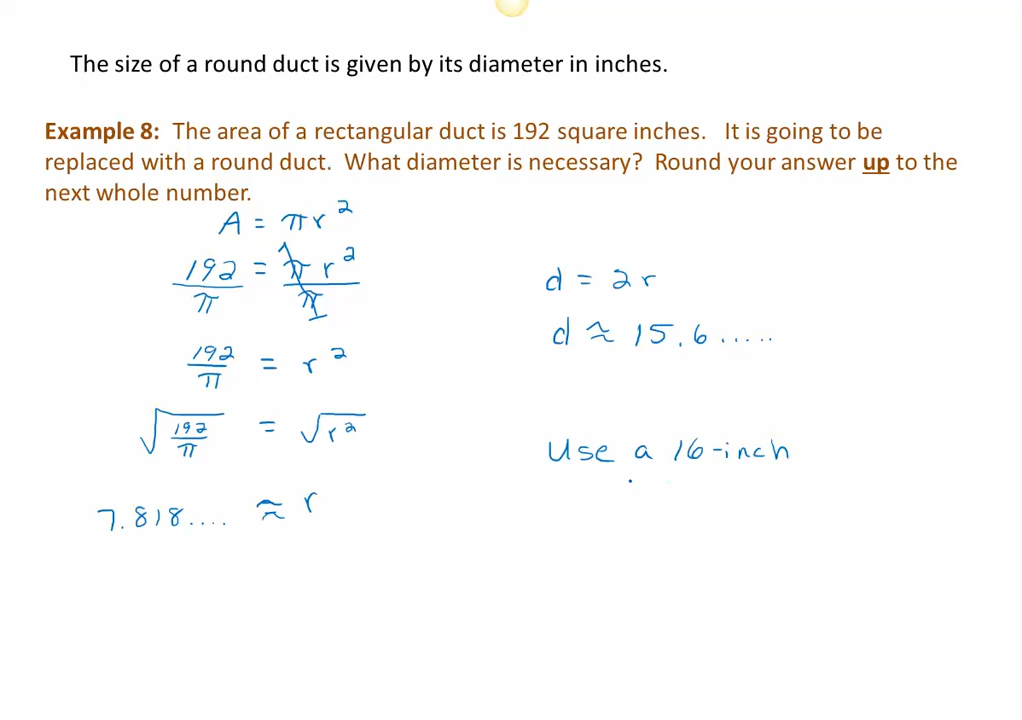 The size of a round duct is given by its diameter in inches.
Example 8: The area of a rectangular duct is 192 square inches. It is going to be
replaced with a round duct. What diameter is necessary? Round your answer up to the
next whole number.
A = πr²
192/π = πr²/π
192/π = r²
√(192/π) = √r²
7.818.... ≈ r
d = 2r
d ≈ 15.6.....
Use a 16-inch